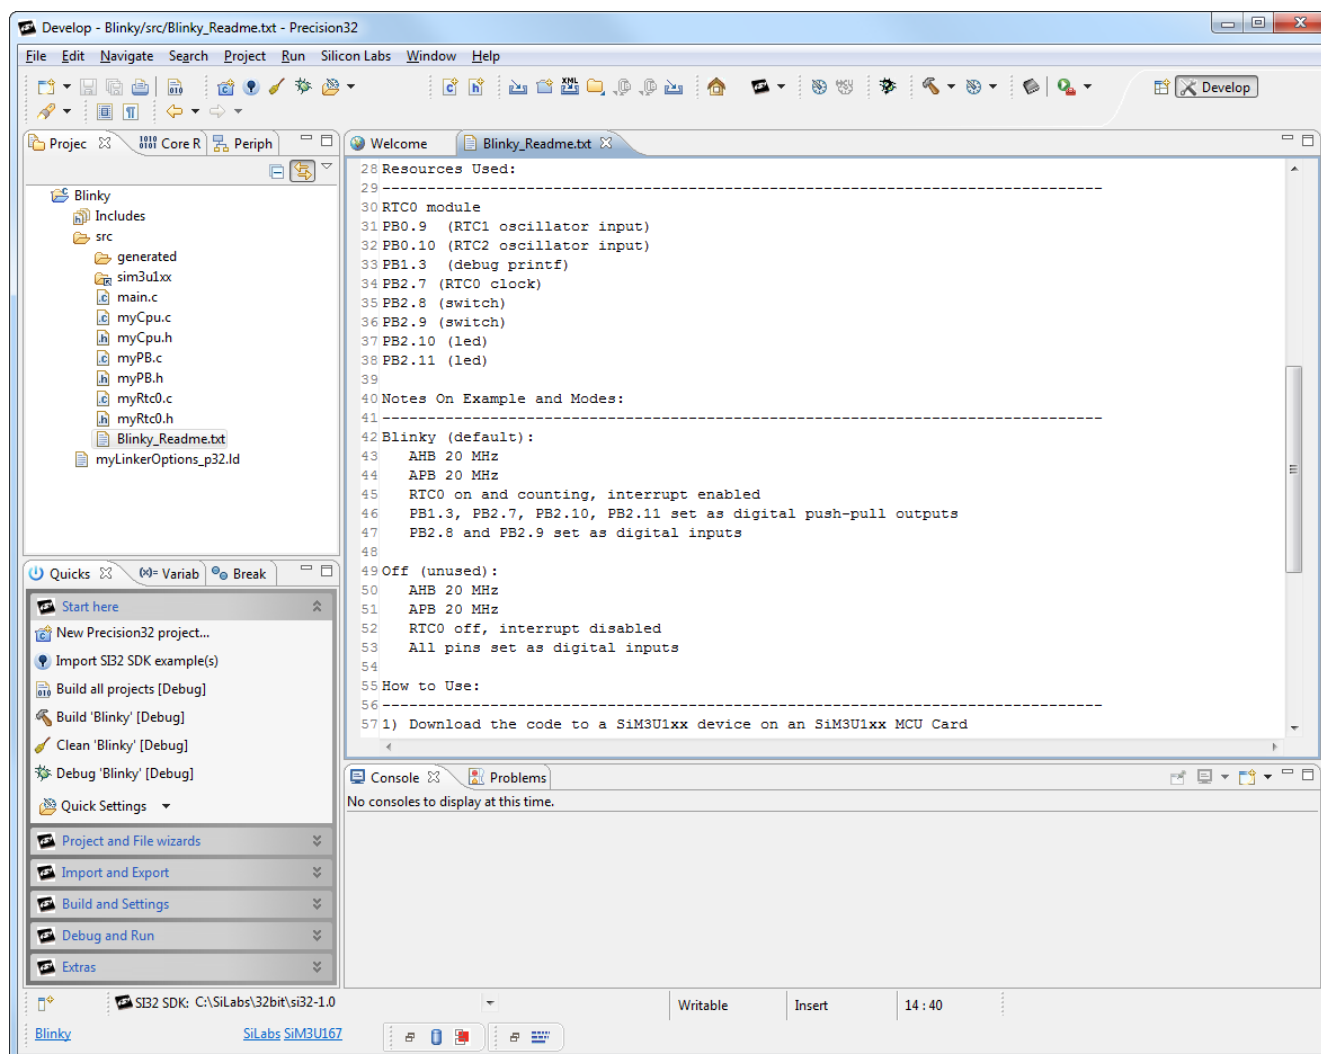 Develop - Blinky/src/Blinky_Readme.txt - Precision32
File Edit Navigate Search Project Run Silicon Labs Window Help
Develop
Projec Core R Periph
Blinky
Includes
src
generated
sim3u1xx
main.c
myCpu.c
myCpu.h
myPB.c
myPB.h
myRtc0.c
myRtc0.h
Blinky_Readme.txt
myLinkerOptions_p32.ld
Welcome Blinky_Readme.txt
28 Resources Used:
29 --------------------------------------------------------------------------------
30 RTC0 module
31 PB0.9  (RTC1 oscillator input)
32 PB0.10 (RTC2 oscillator input)
33 PB1.3  (debug printf)
34 PB2.7 (RTC0 clock)
35 PB2.8 (switch)
36 PB2.9 (switch)
37 PB2.10 (led)
38 PB2.11 (led)
39
40 Notes On Example and Modes:
41 --------------------------------------------------------------------------------
42 Blinky (default):
43    AHB 20 MHz
44    APB 20 MHz
45    RTC0 on and counting, interrupt enabled
46    PB1.3, PB2.7, PB2.10, PB2.11 set as digital push-pull outputs
47    PB2.8 and PB2.9 set as digital inputs
48
49 Off (unused):
50    AHB 20 MHz
51    APB 20 MHz
52    RTC0 off, interrupt disabled
53    All pins set as digital inputs
54
55 How to Use:
56 --------------------------------------------------------------------------------
57 1) Download the code to a SiM3U1xx device on an SiM3U1xx MCU Card
Quicks (x)= Variab Break
Start here
New Precision32 project...
Import SI32 SDK example(s)
Build all projects [Debug]
Build 'Blinky' [Debug]
Clean 'Blinky' [Debug]
Debug 'Blinky' [Debug]
Quick Settings
Project and File wizards
Import and Export
Build and Settings
Debug and Run
Extras
Console Problems
No consoles to display at this time.
SI32 SDK: C:\SiLabs\32bit\si32-1.0
Writable Insert 14 : 40
Blinky SiLabs SiM3U167